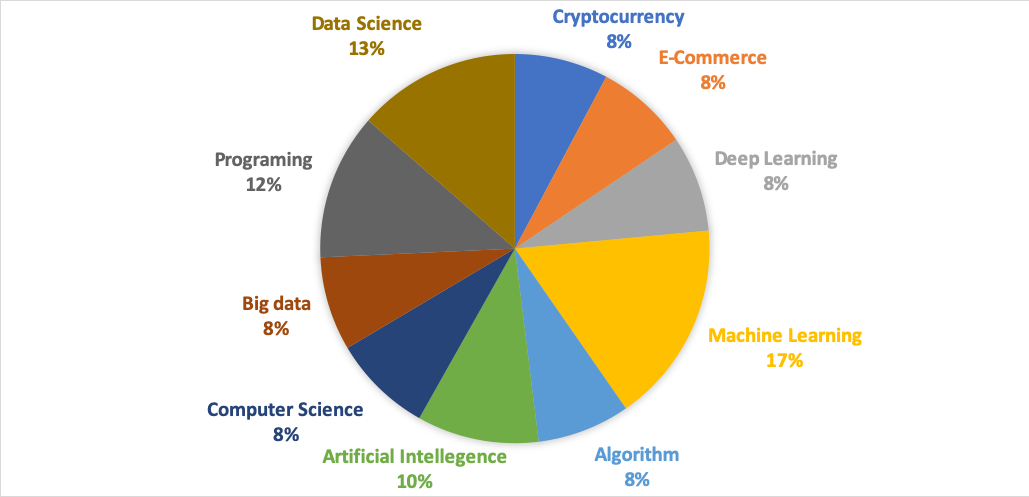 Cryptocurrency
8%
E-Commerce
8%
Deep Learning
8%
Machine Learning
17%
Algorithm
8%
Artificial Intellegence
10%
Computer Science
8%
Big data
8%
Programing
12%
Data Science
13%